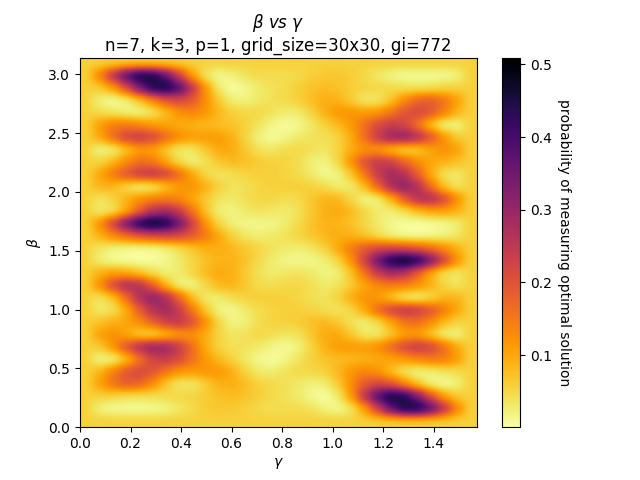 β vs γ
n=7, k=3, p=1, grid_size=30x30, gi=772
3.0
2.5
2.0
1.5
1.0
0.5
0.0
β
0.0 0.2 0.4 0.6 0.8 1.0 1.2 1.4
γ
0.5
0.4
0.3
0.2
0.1
probability of measuring optimal solution